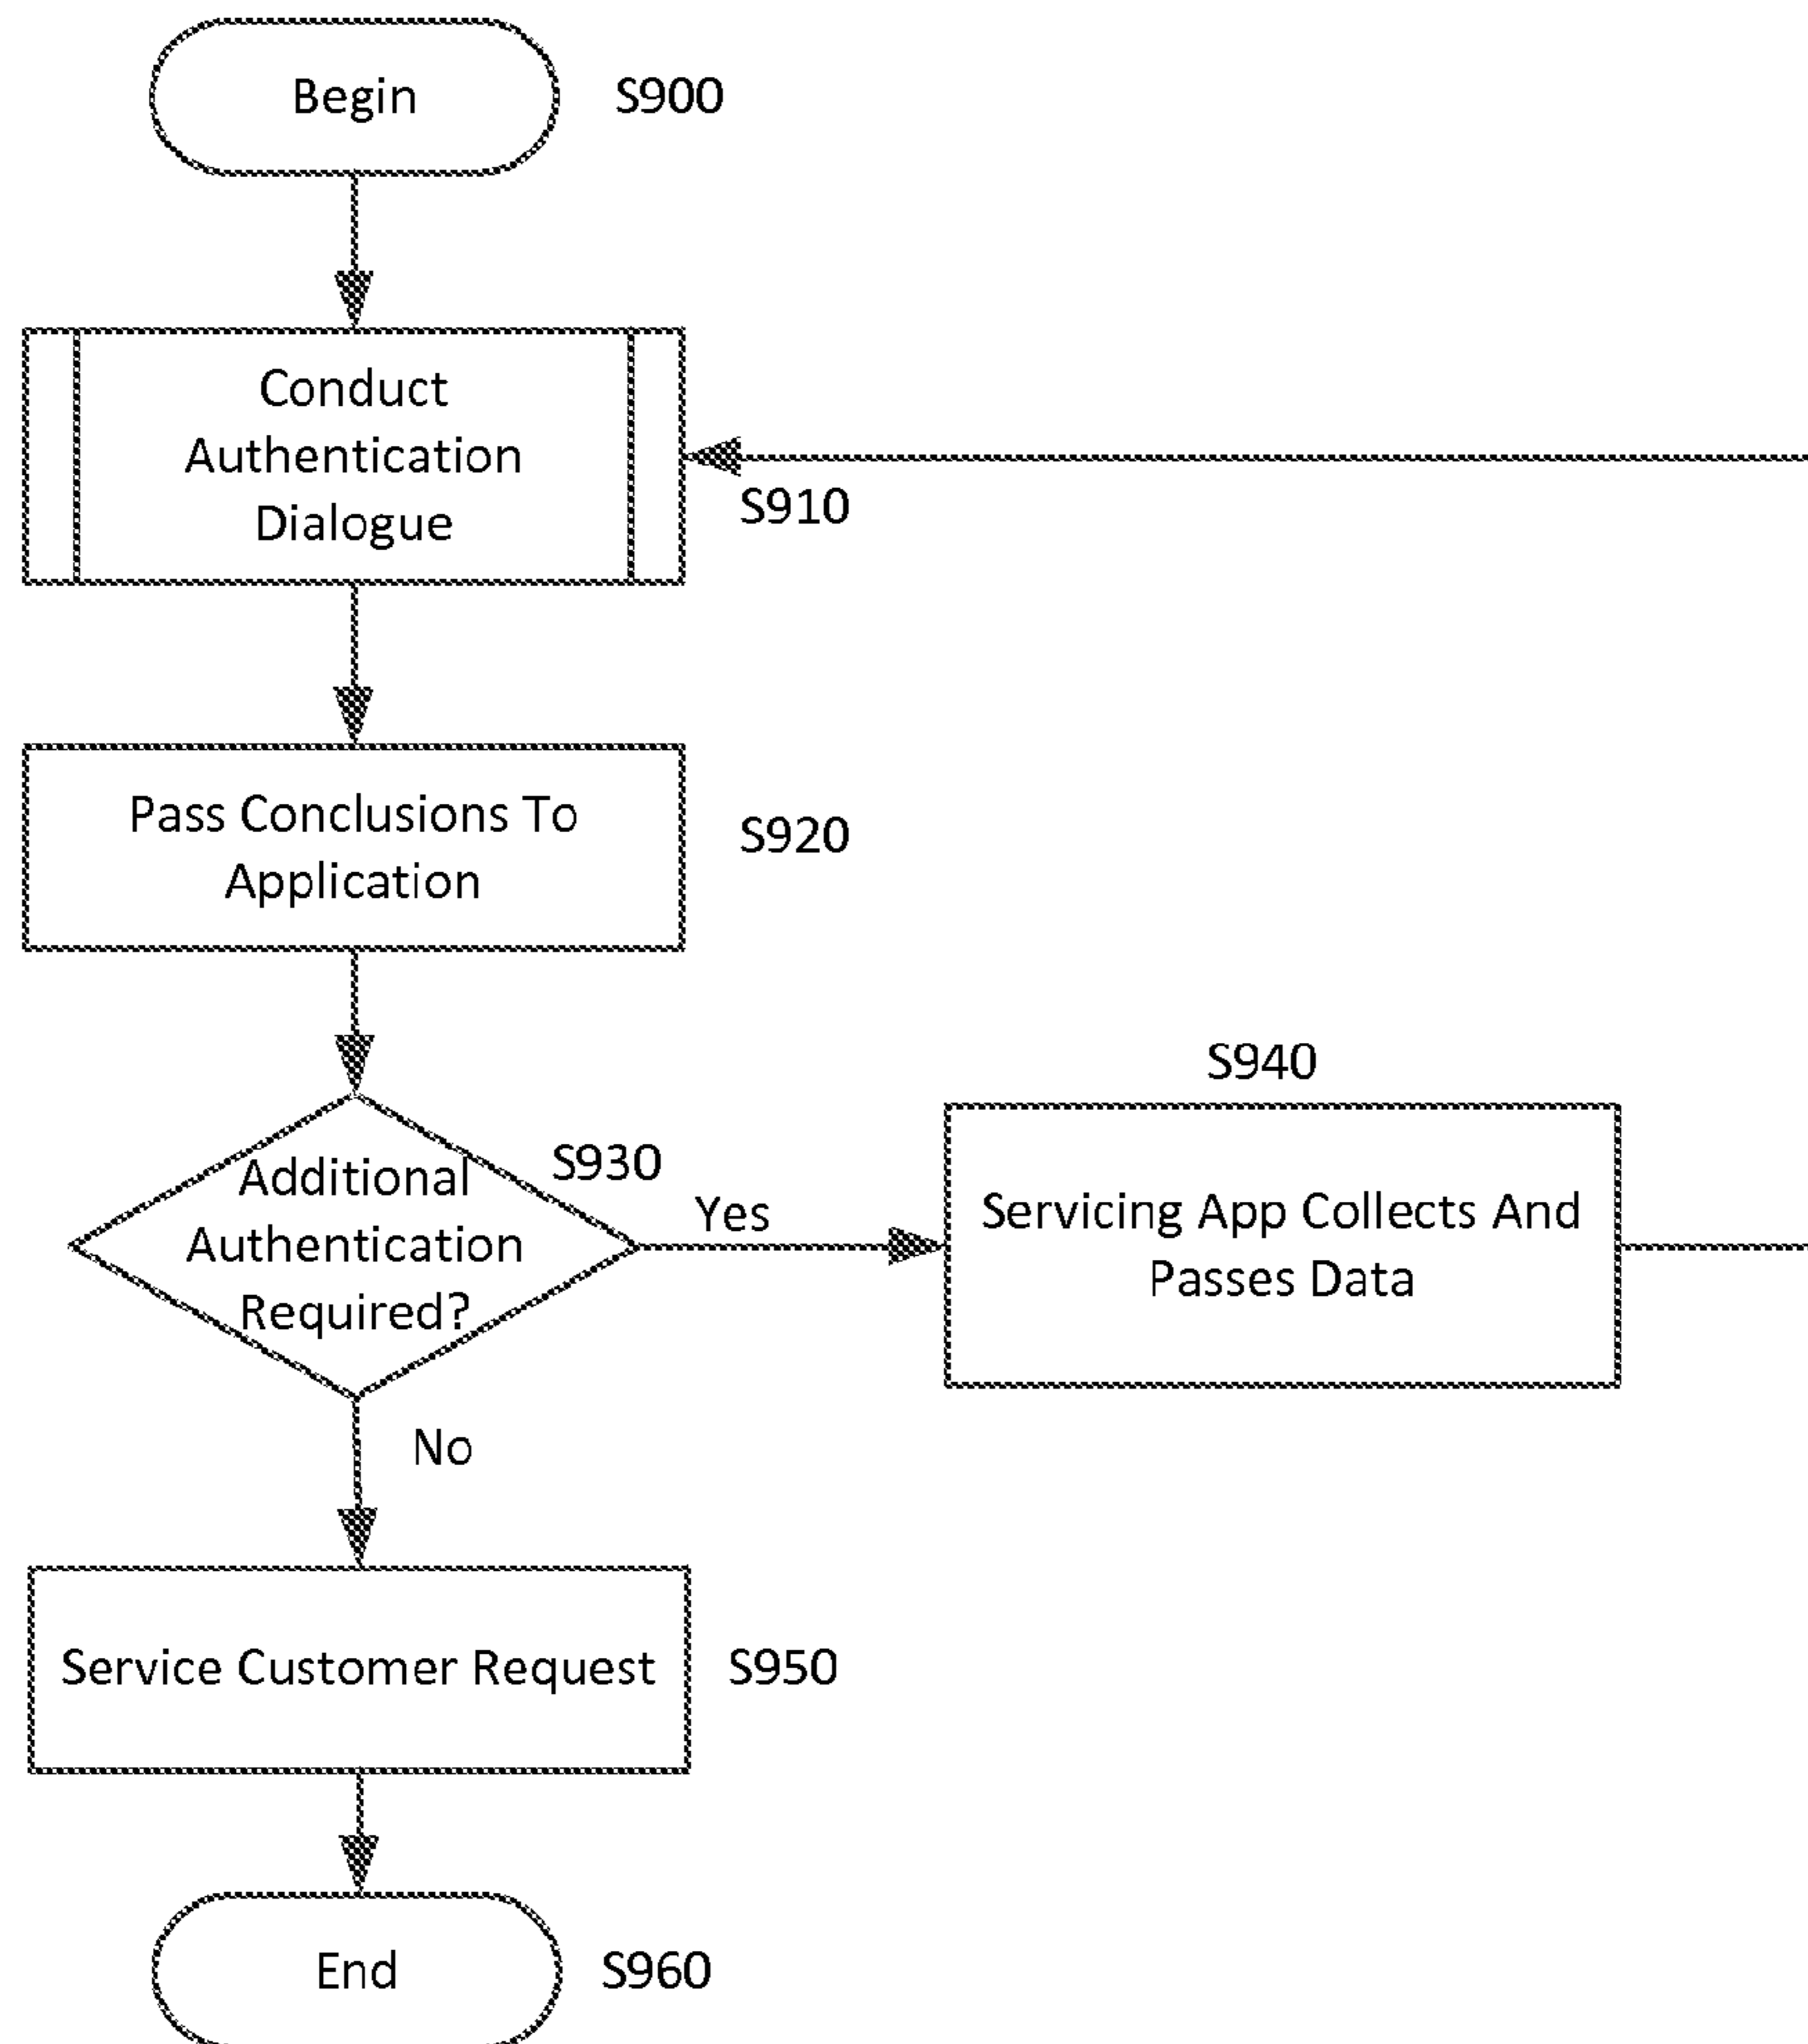 Begin
S900
Conduct
Authentication
Dialogue
S910
Pass Conclusions To
Application
S920
Additional
Authentication
Required?
S930
Yes
S940
Servicing App Collects And
Passes Data
No
Service Customer Request
S950
End
S960